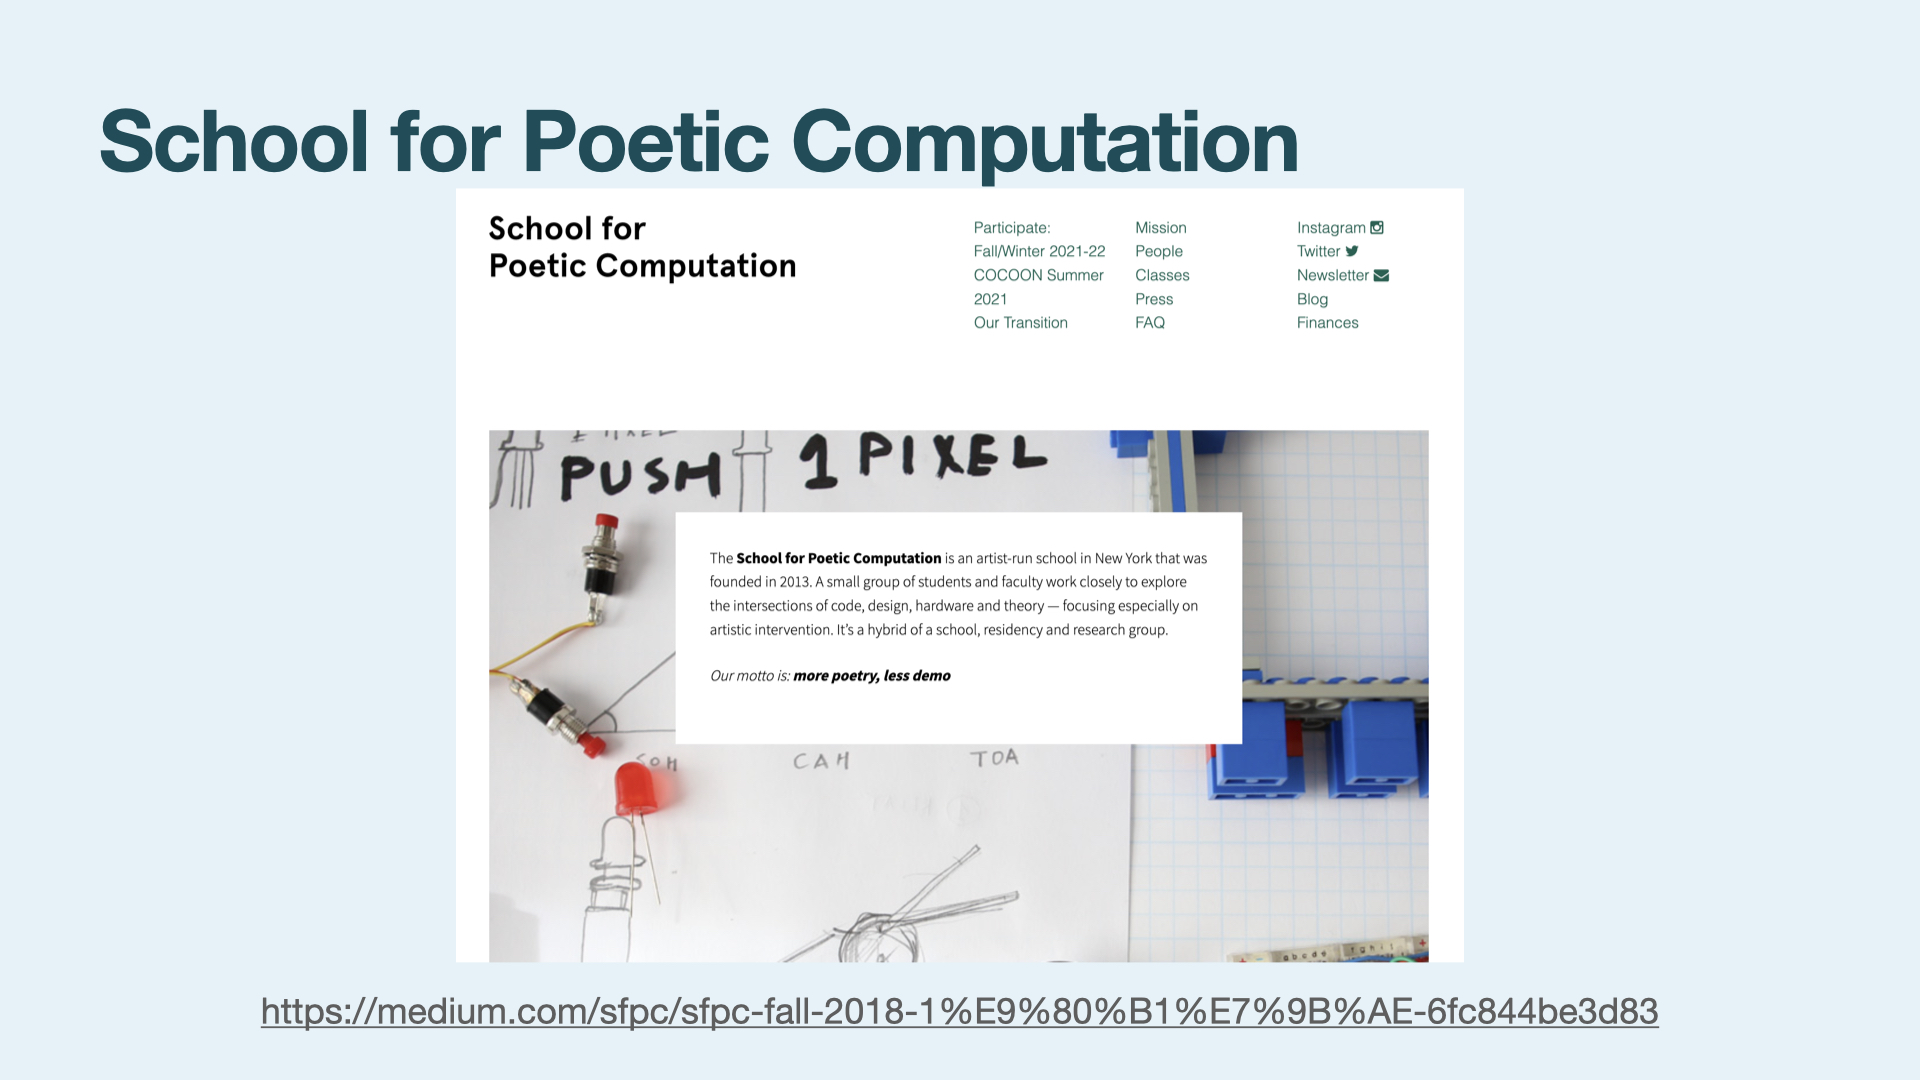 School for Poetic Computation
School for
Poetic Computation
Participate:
Fall/Winter 2021-22
COCOON Summer
2021
Our Transition
Mission
People
Classes
Press
FAQ
Instagram
Twitter
Newsletter
Blog
Finances
PUSH 1 PIXEL
The School for Poetic Computation is an artist-run school in New York that was
founded in 2013. A small group of students and faculty work closely to explore
the intersections of code, design, hardware and theory — focusing especially on
artistic intervention. It's a hybrid of a school, residency and research group.
Our motto is: more poetry, less demo
SOH CAH TOA
https://medium.com/sfpc/sfpc-fall-2018-1%E9%80%B1%E7%9B%AE-6fc844be3d83